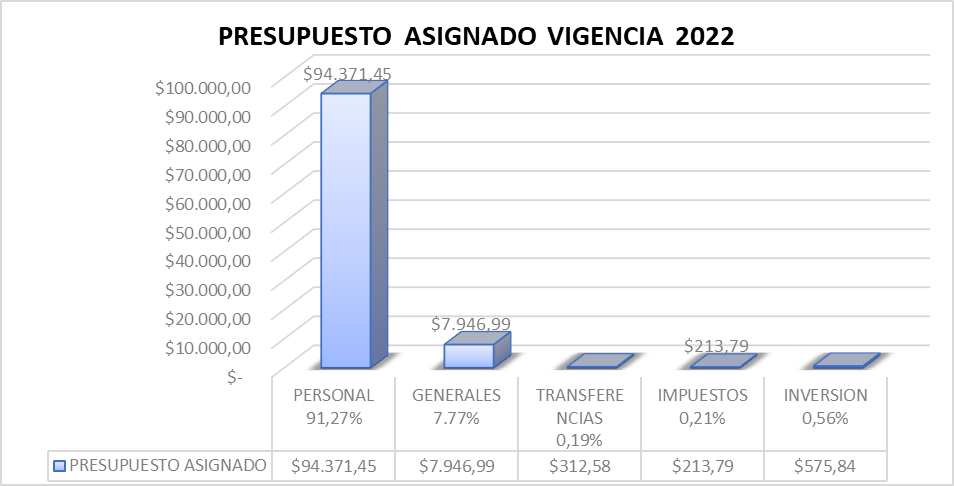 PRESUPUESTO ASIGNADO VIGENCIA 2022
$94.371,45
$100.000,00
$90.000,00
$80.000,00
$70.000,00
$60.000,00
$50.000,00
$40.000,00
$30.000,00
$20.000,00
$10.000,00
$-
$7.946,99
$213,79
PERSONAL
91,27%
GENERALES
7.77%
TRANSFERE
NCIAS
0,19%
IMPUESTOS
0,21%
INVERSION
0,56%
PRESUPUESTO ASIGNADO $94.371,45 $7.946,99 $312,58 $213,79 $575,84